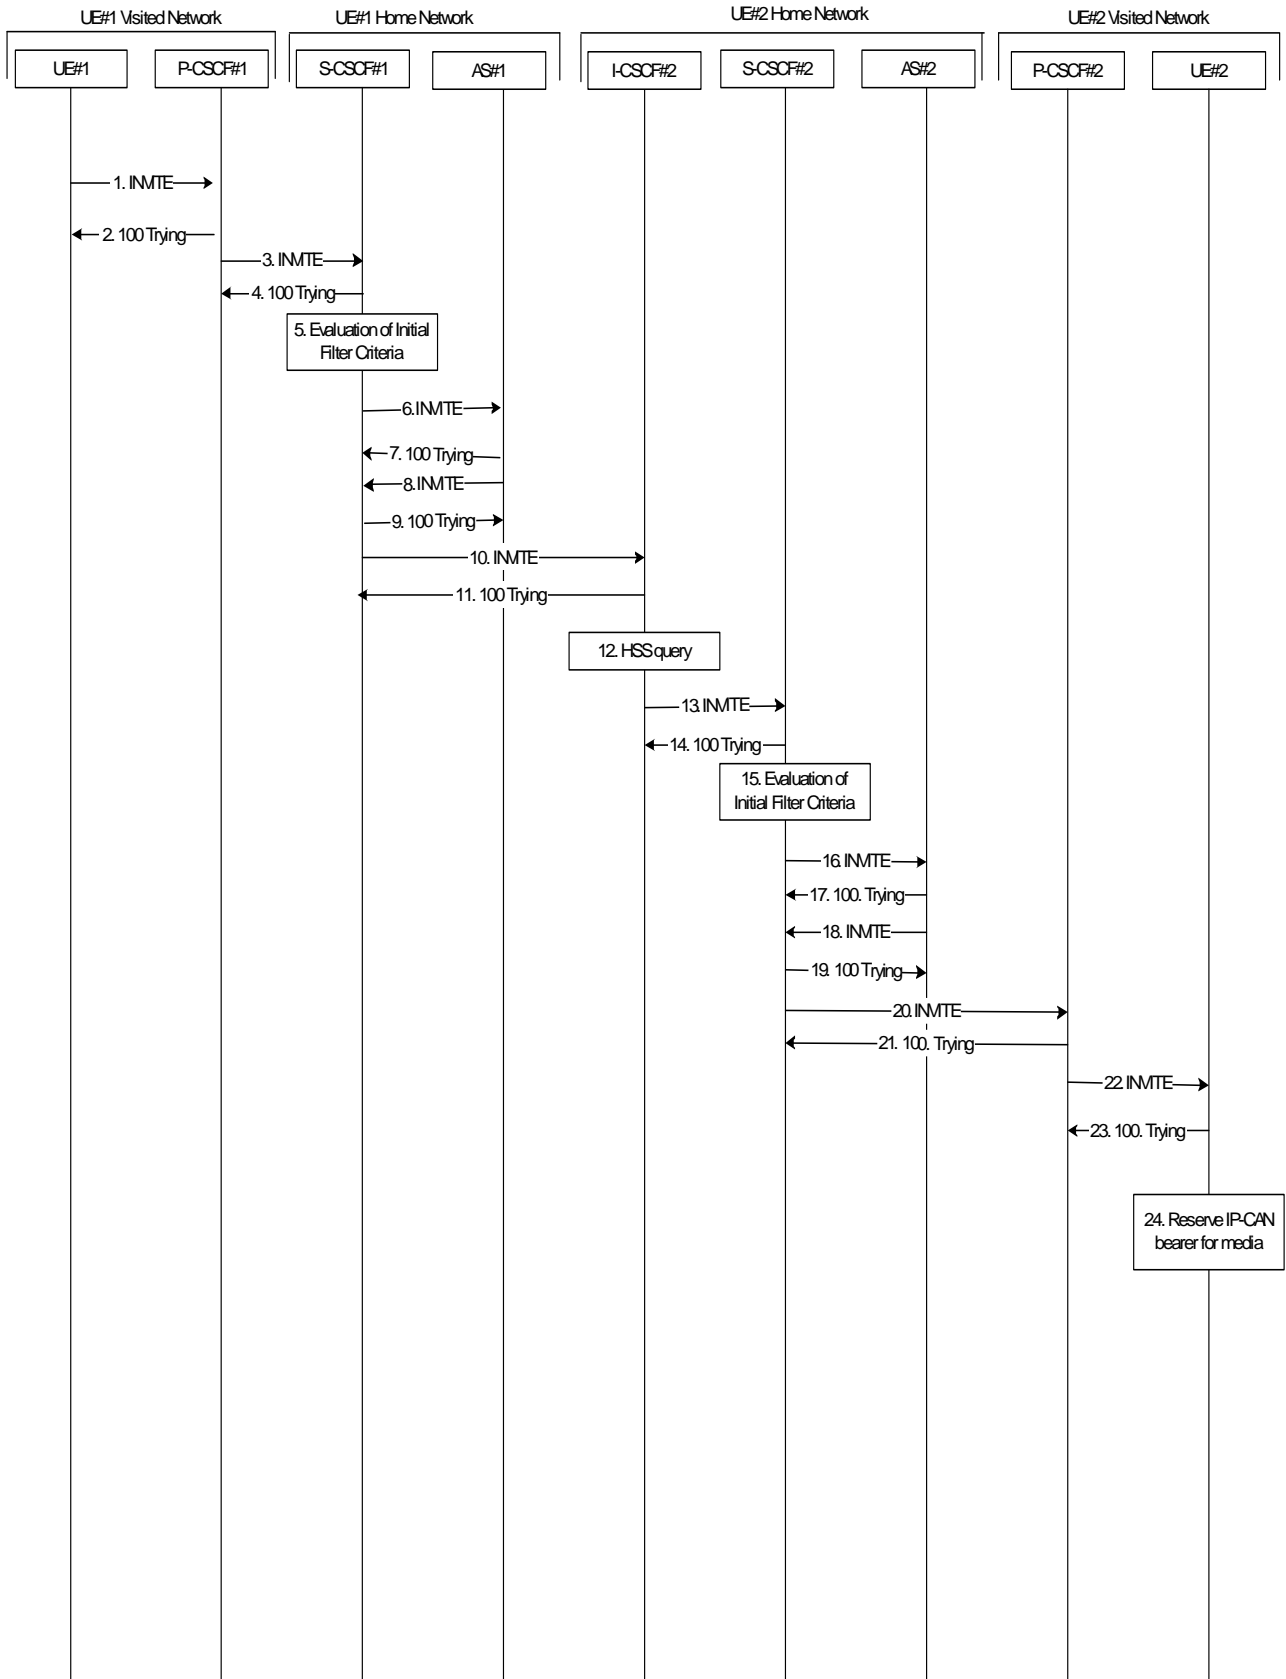 UE#1 Visited Network
UE#1 Home Network
UE#2 Home Network
UE#2 Visited Network
UE#1
P-CSCF#1
S-CSCF#1
AS#1
I-CSCF#2
S-CSCF#2
AS#2
P-CSCF#2
UE#2
1. INVITE
2. 100 Trying
3. INVITE
4. 100 Trying
5. Evaluation of Initial
Filter Criteria
6. INVITE
7. 100 Trying
8. INVITE
9. 100 Trying
10. INVITE
11. 100 Trying
12. HSS query
13. INVITE
14. 100 Trying
15. Evaluation of
Initial Filter Criteria
16. INVITE
17. 100. Trying
18. INVITE
19. 100 Trying
20. INVITE
21. 100. Trying
22. INVITE
23. 100. Trying
24. Reserve IP-CAN
bearer for media